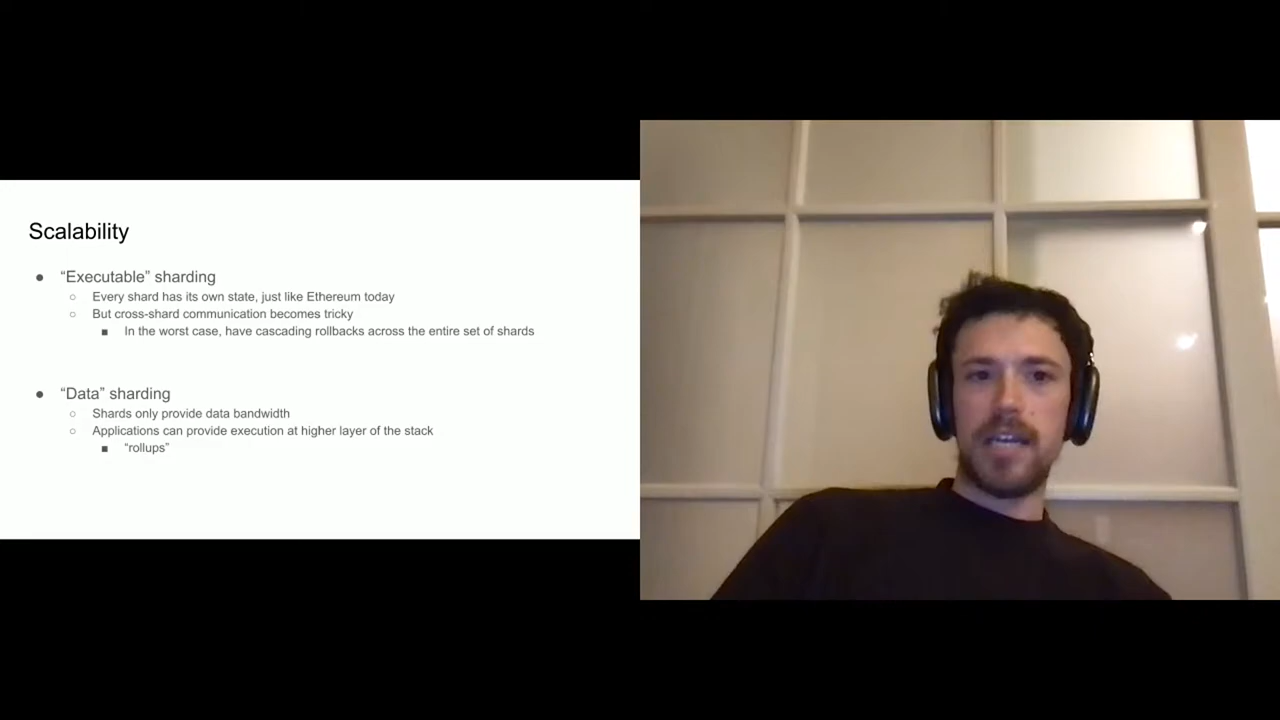 Scalability
● “Executable” sharding
○ Every shard has its own state, just like Ethereum today
○ But cross-shard communication becomes tricky
■ In the worst case, have cascading rollbacks across the entire set of shards
● “Data” sharding
○ Shards only provide data bandwidth
○ Applications can provide execution at higher layer of the stack
■ “rollups”